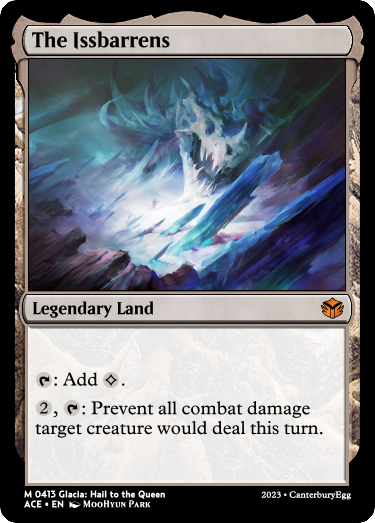 The Issbarrens
Legendary Land
: Add .
2, : Prevent all combat damage
target creature would deal this turn.
M 0413 Glacia: Hail to the Queen
ACE • EN MooHyun Park
2023 • CanterburyEgg